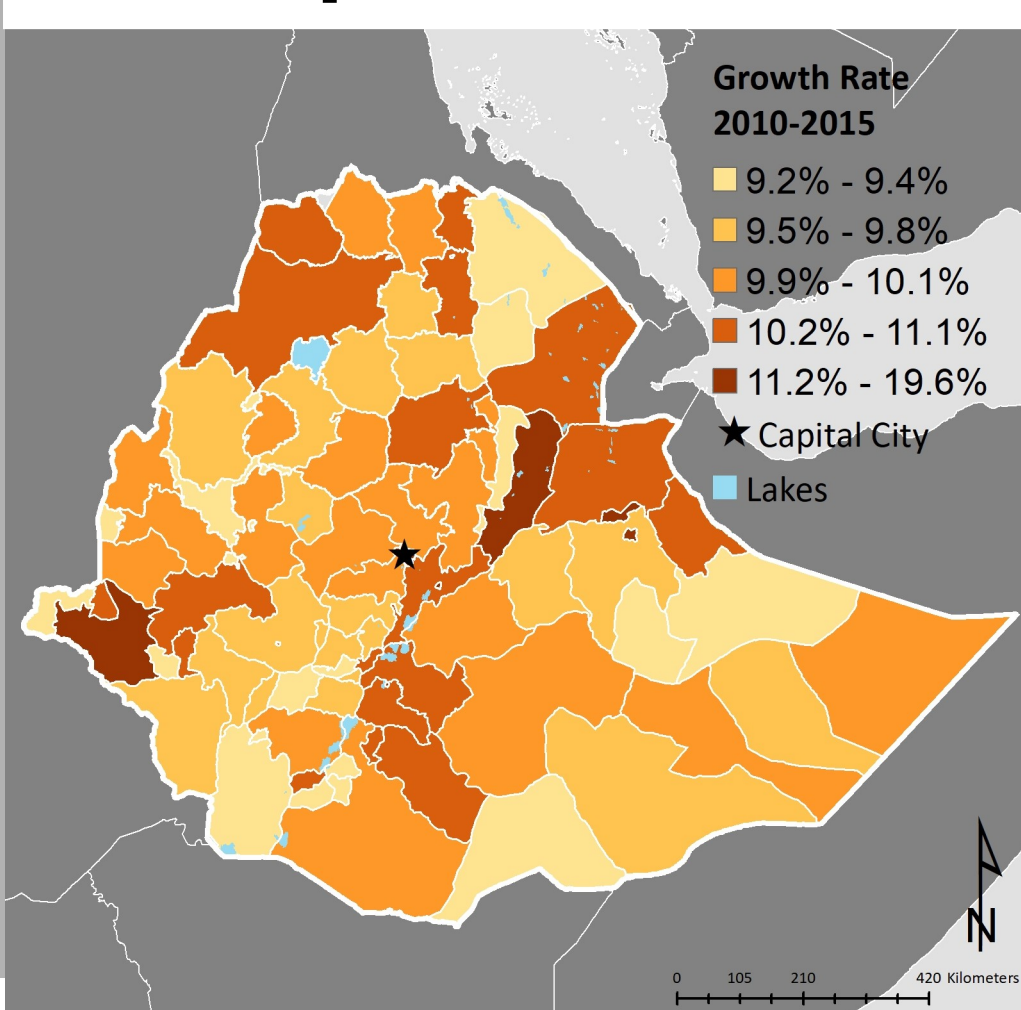 Growth Rate
2010-2015
9.2% - 9.4%
9.5% - 9.8%
9.9% - 10.1%
10.2% - 11.1%
11.2% - 19.6%
Capital City
Lakes
N
0 105 210 420 Kilometers